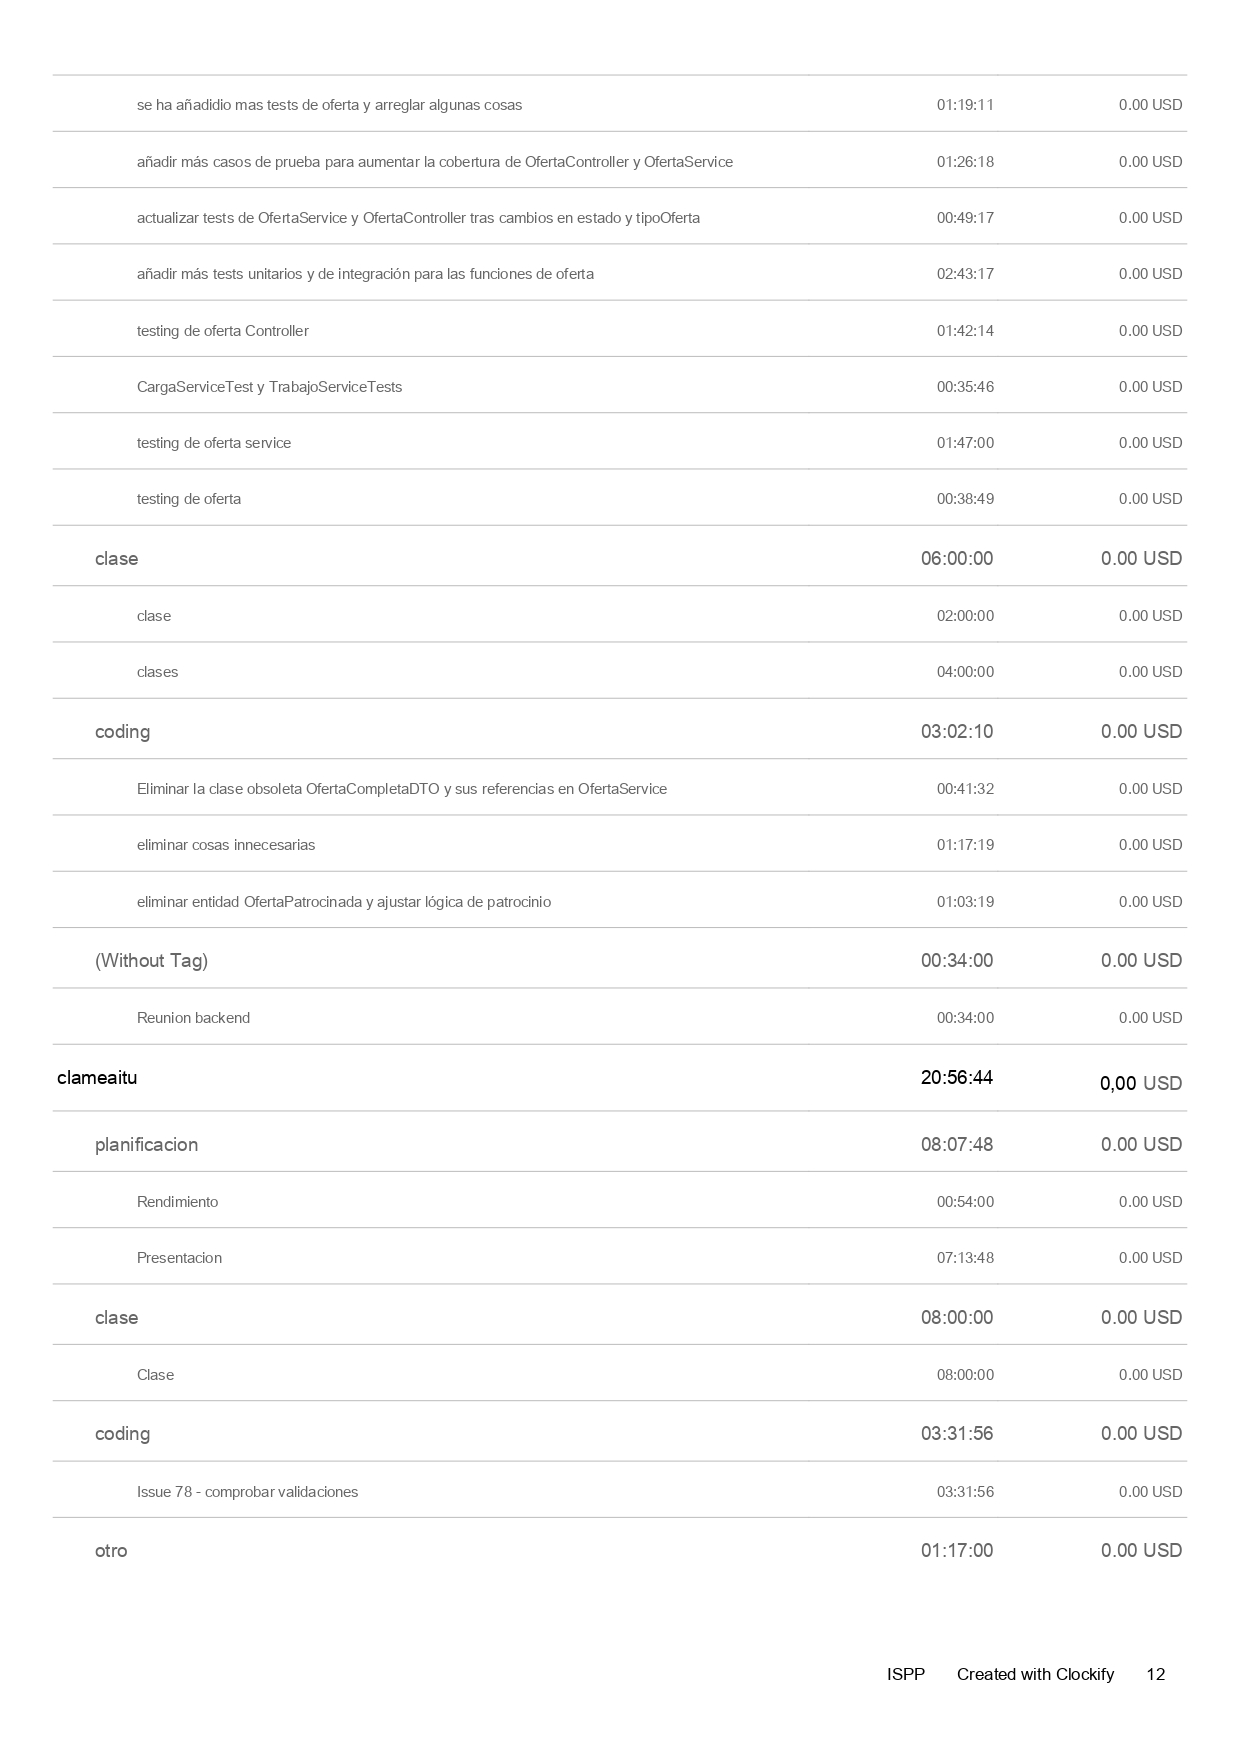 se ha añadidio mas tests de oferta y arreglar algunas cosas 01:19:11 0.00 USD
añadir más casos de prueba para aumentar la cobertura de OfertaController y OfertaService 01:26:18 0.00 USD
actualizar tests de OfertaService y OfertaController tras cambios en estado y tipoOferta 00:49:17 0.00 USD
añadir más tests unitarios y de integración para las funciones de oferta 02:43:17 0.00 USD
testing de oferta Controller 01:42:14 0.00 USD
CargaServiceTest y TrabajoServiceTests 00:35:46 0.00 USD
testing de oferta service 01:47:00 0.00 USD
testing de oferta 00:38:49 0.00 USD
clase 06:00:00 0.00 USD
clase 02:00:00 0.00 USD
clases 04:00:00 0.00 USD
coding 03:02:10 0.00 USD
Eliminar la clase obsoleta OfertaCompletaDTO y sus referencias en OfertaService 00:41:32 0.00 USD
eliminar cosas innecesarias 01:17:19 0.00 USD
eliminar entidad OfertaPatrocinada y ajustar lógica de patrocinio 01:03:19 0.00 USD
(Without Tag) 00:34:00 0.00 USD
Reunion backend 00:34:00 0.00 USD
clameaitu 20:56:44 0,00 USD
planificacion 08:07:48 0.00 USD
Rendimiento 00:54:00 0.00 USD
Presentacion 07:13:48 0.00 USD
clase 08:00:00 0.00 USD
Clase 08:00:00 0.00 USD
coding 03:31:56 0.00 USD
Issue 78 - comprobar validaciones 03:31:56 0.00 USD
otro 01:17:00 0.00 USD
ISPP Created with Clockify 12